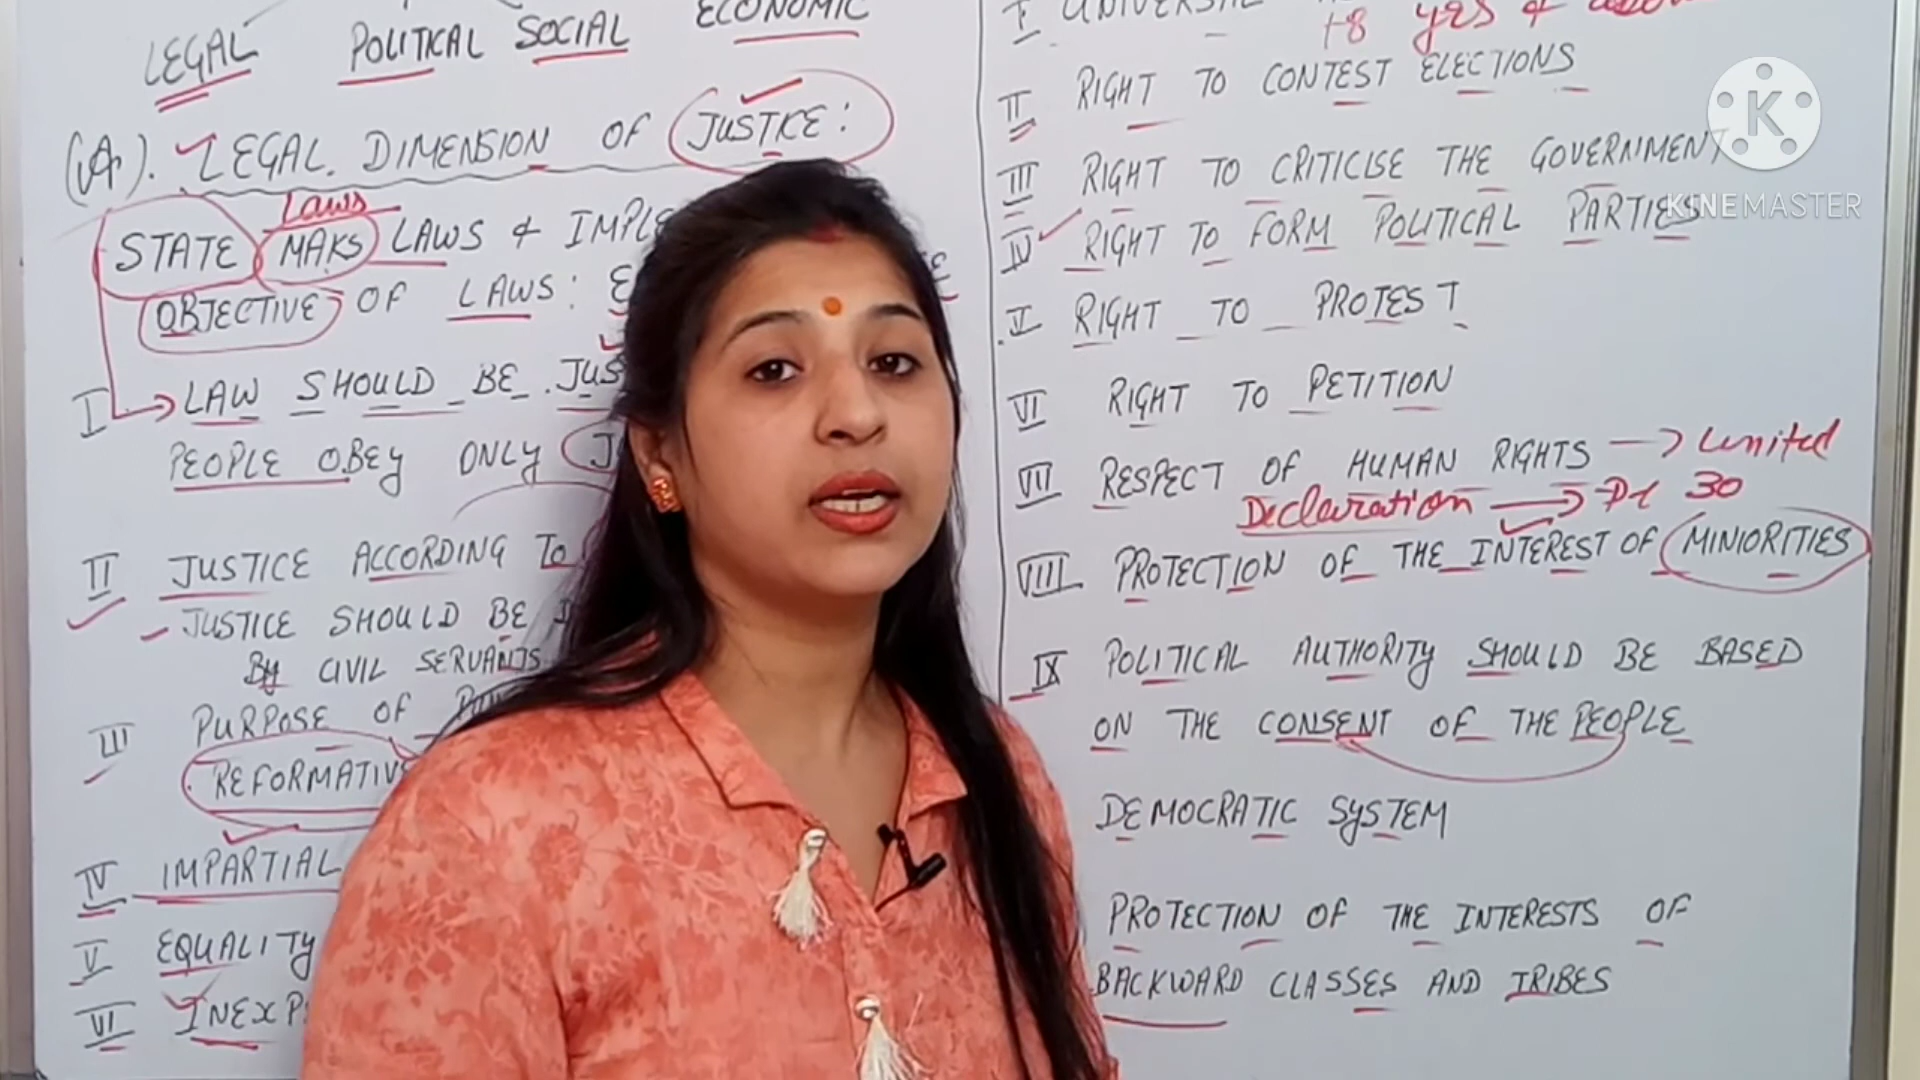 LEGAL POLITICAL SOCIAL ECONOMIC
(A). LEGAL DIMENSION OF JUSTICE:
Laws
STATE MAKS LAWS & IMPLE
OBJECTIVE OF LAWS:
I LAW SHOULD BE JUS
PEOPLE OBEY ONLY J
II JUSTICE ACCORDING TO
JUSTICE SHOULD BE
BY CIVIL SERVANTS
III PURPOSE OF
REFORMATIV
IV IMPARTIAL
V EQUALITY
VI INEXP
I UNIVERSAL
18 yrs &
II RIGHT TO CONTEST ELECTIONS
III RIGHT TO CRITICISE THE GOVERNMENT
IV RIGHT TO FORM POLITICAL PARTIES
V RIGHT TO PROTEST
VI RIGHT TO PETITION
VII RESPECT OF HUMAN RIGHTS → United
Declaration → 30
VIII PROTECTION OF THE INTEREST OF MINIORITIES
IX POLITICAL AUTHORITY SHOULD BE BASED
ON THE CONSENT OF THE PEOPLE
DEMOCRATIC SYSTEM
PROTECTION OF THE INTERESTS OF
BACKWARD CLASSES AND TRIBES
K
KINEMASTER